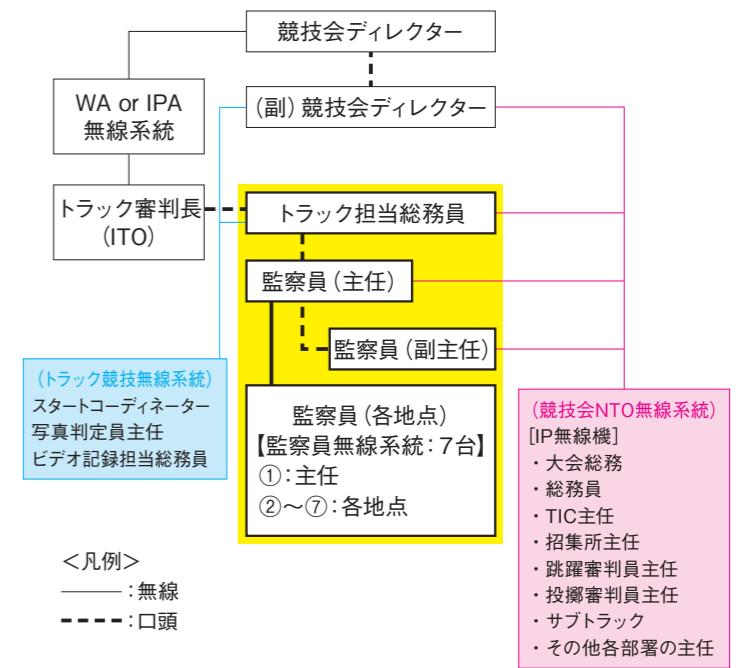 競技会ディレクター
WA or IPA
無線系統
(副)競技会ディレクター
トラック審判長
(ITO)
トラック担当総務員
監察員(主任)
監察員(副主任)
監察員(各地点)
【監察員無線系統:7台】
①:主任
②〜⑦:各地点
(トラック競技無線系統)
スタートコーディネーター
写真判定員主任
ビデオ記録担当総務員
(競技会NTO無線系統)
[IP無線機]
・大会総務
・総務員
・TIC主任
・招集所主任
・跳躍審判員主任
・投擲審判員主任
・サブトラック
・その他各部署の主任
<凡例>
:無線
:口頭